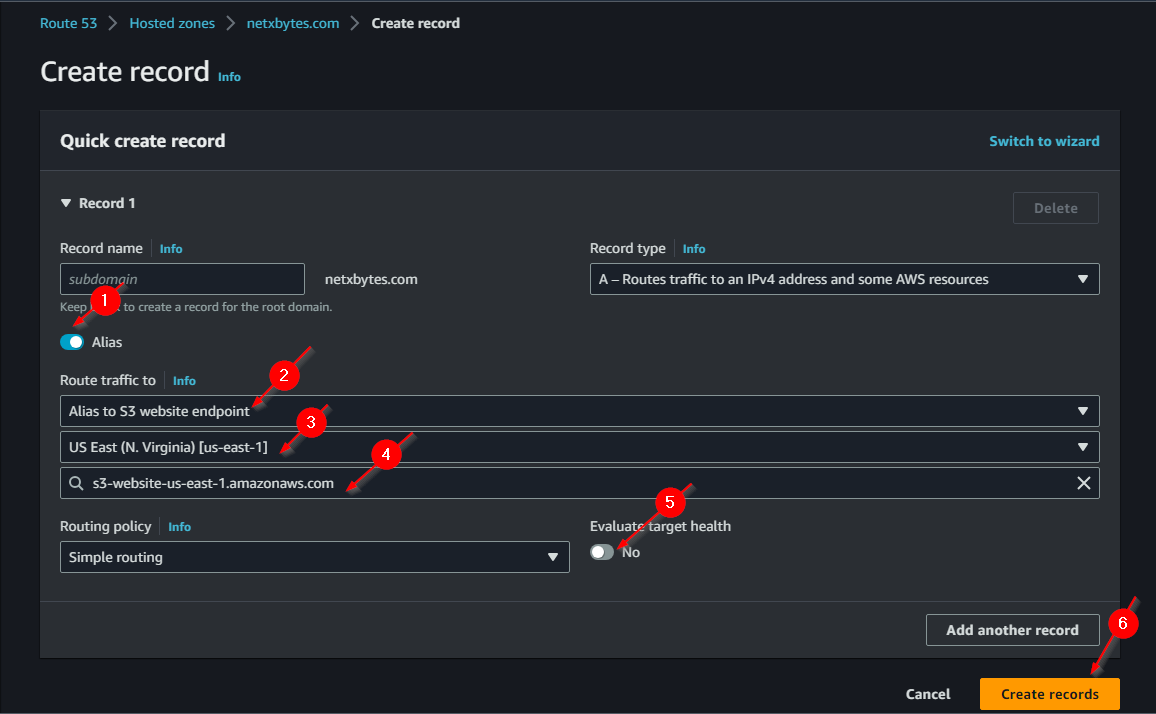 Route 53 > Hosted zones > netxbytes.com > Create record
Create record Info
Quick create record Switch to wizard
Record 1 Delete
Record name Info Record type Info
subdomain netxbytes.com A – Routes traffic to an IPv4 address and some AWS resources
1
Keep to create a record for the root domain.
Alias
Route traffic to Info
2
Alias to S3 website endpoint
3
US East (N. Virginia) [us-east-1]
4
s3-website-us-east-1.amazonaws.com
5
Routing policy Info Evaluate target health
Simple routing No
Add another record
6
Cancel Create records